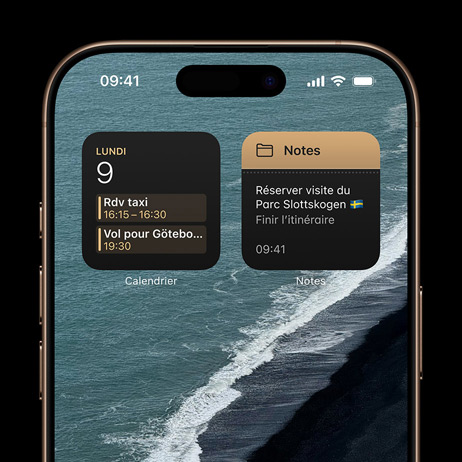 09:41
LUNDI
9
Rdv taxi
16:15 – 16:30
Vol pour Götebo...
19:30
Calendrier
Notes
Réserver visite du
Parc Slottskogen 🇸🇪
Finir l'itinéraire
09:41
Notes